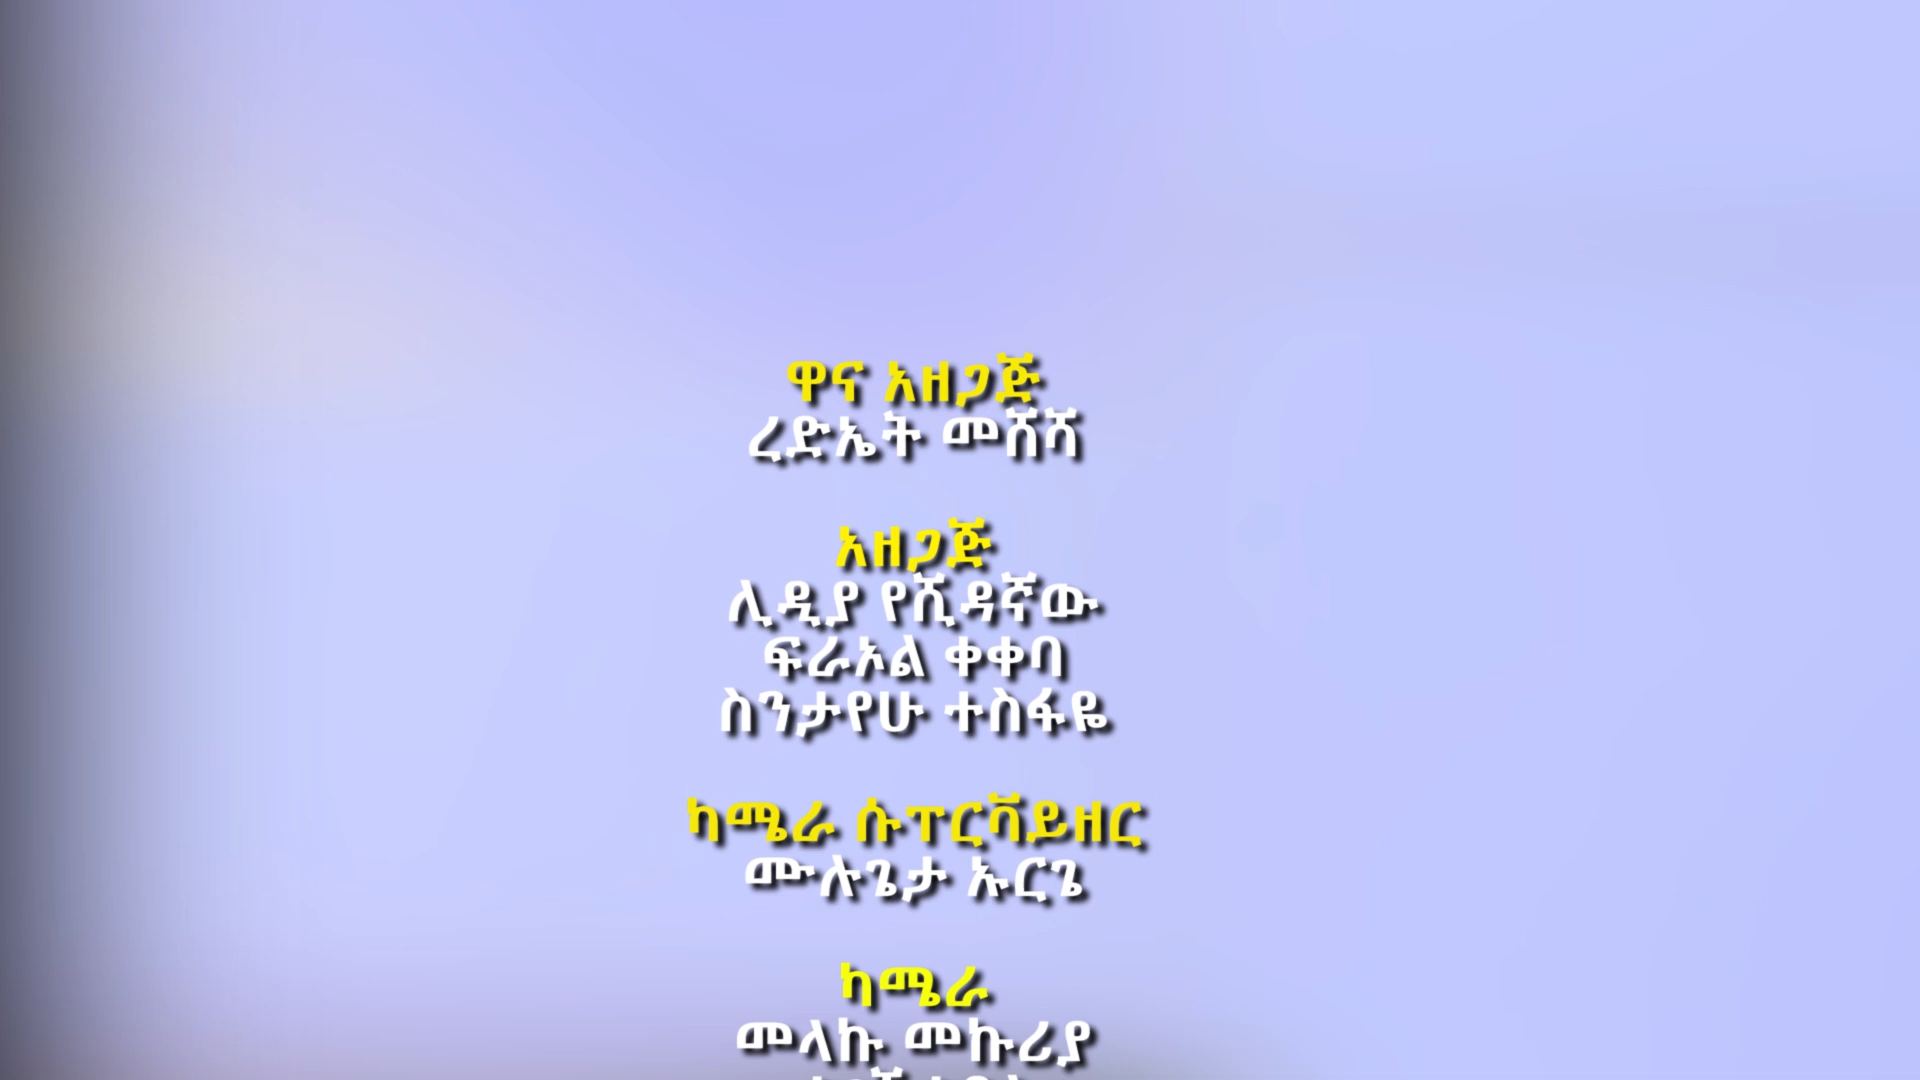 ዋና አዘጋጅ
ረድኤት መሸሻ
አዘጋጅ
ሊዲያ የሺዳኛው
ፍራኦል ቀቀባ
ስንታየሁ ተስፋዬ
ካሜራ ሱፐርቫይዘር
ሙሉጌታ ኡርጌ
ካሜራ
መላኩ መኩሪያ